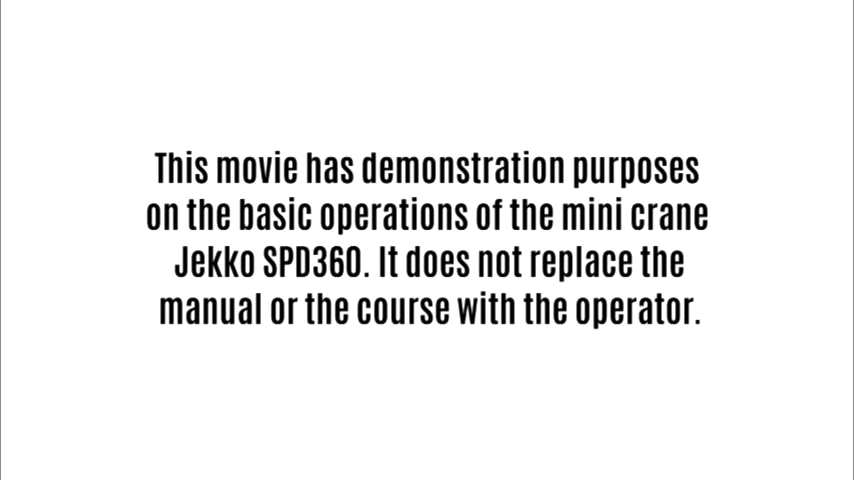 This movie has demonstration purposes
on the basic operations of the mini crane
Jekko SPD360. It does not replace the
manual or the course with the operator.